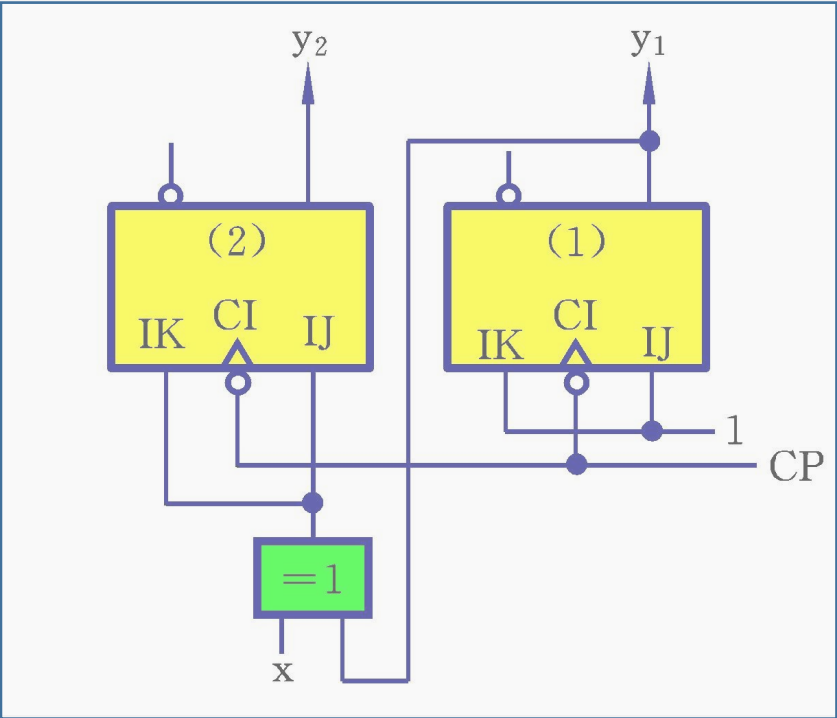 y₂
y₁
(2)
(1)
IK
CI
IJ
IK
CI
IJ
1
CP
=1
x